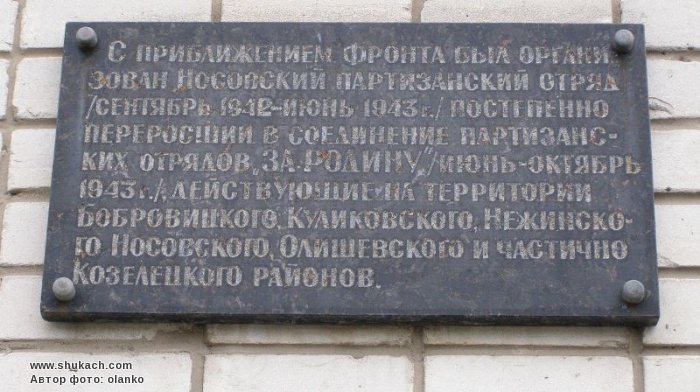 С ПРИБЛИЖЕНИЕМ ФРОНТА БЫЛ ОРГАНИ
ЗОВАН НОСОВСКИЙ ПАРТИЗАНСКИЙ ОТРЯД
/СЕНТЯБРЬ 1942-ИЮНЬ 1943 г./ ПОСТЕПЕННО
ПЕРЕРОСШИЙ В СОЕДИНЕНИЕ ПАРТИЗАНС-
КИХ ОТРЯДОВ „ЗА РОДИНУ" /ИЮНЬ-ОКТЯБРЬ
1943 г./, ДЕЙСТВУЮЩИЕ НА ТЕРРИТОРИИ
БОБРОВИЦКОГО, КУЛИКОВСКОГО, НЕЖИНСКО-
ГО НОСОВСКОГО, ОЛИШЕВСКОГО И ЧАСТИЧНО
КОЗЕЛЕЦКОГО РАЙОНОВ.
www.shukach.com
Автор фото: olanko